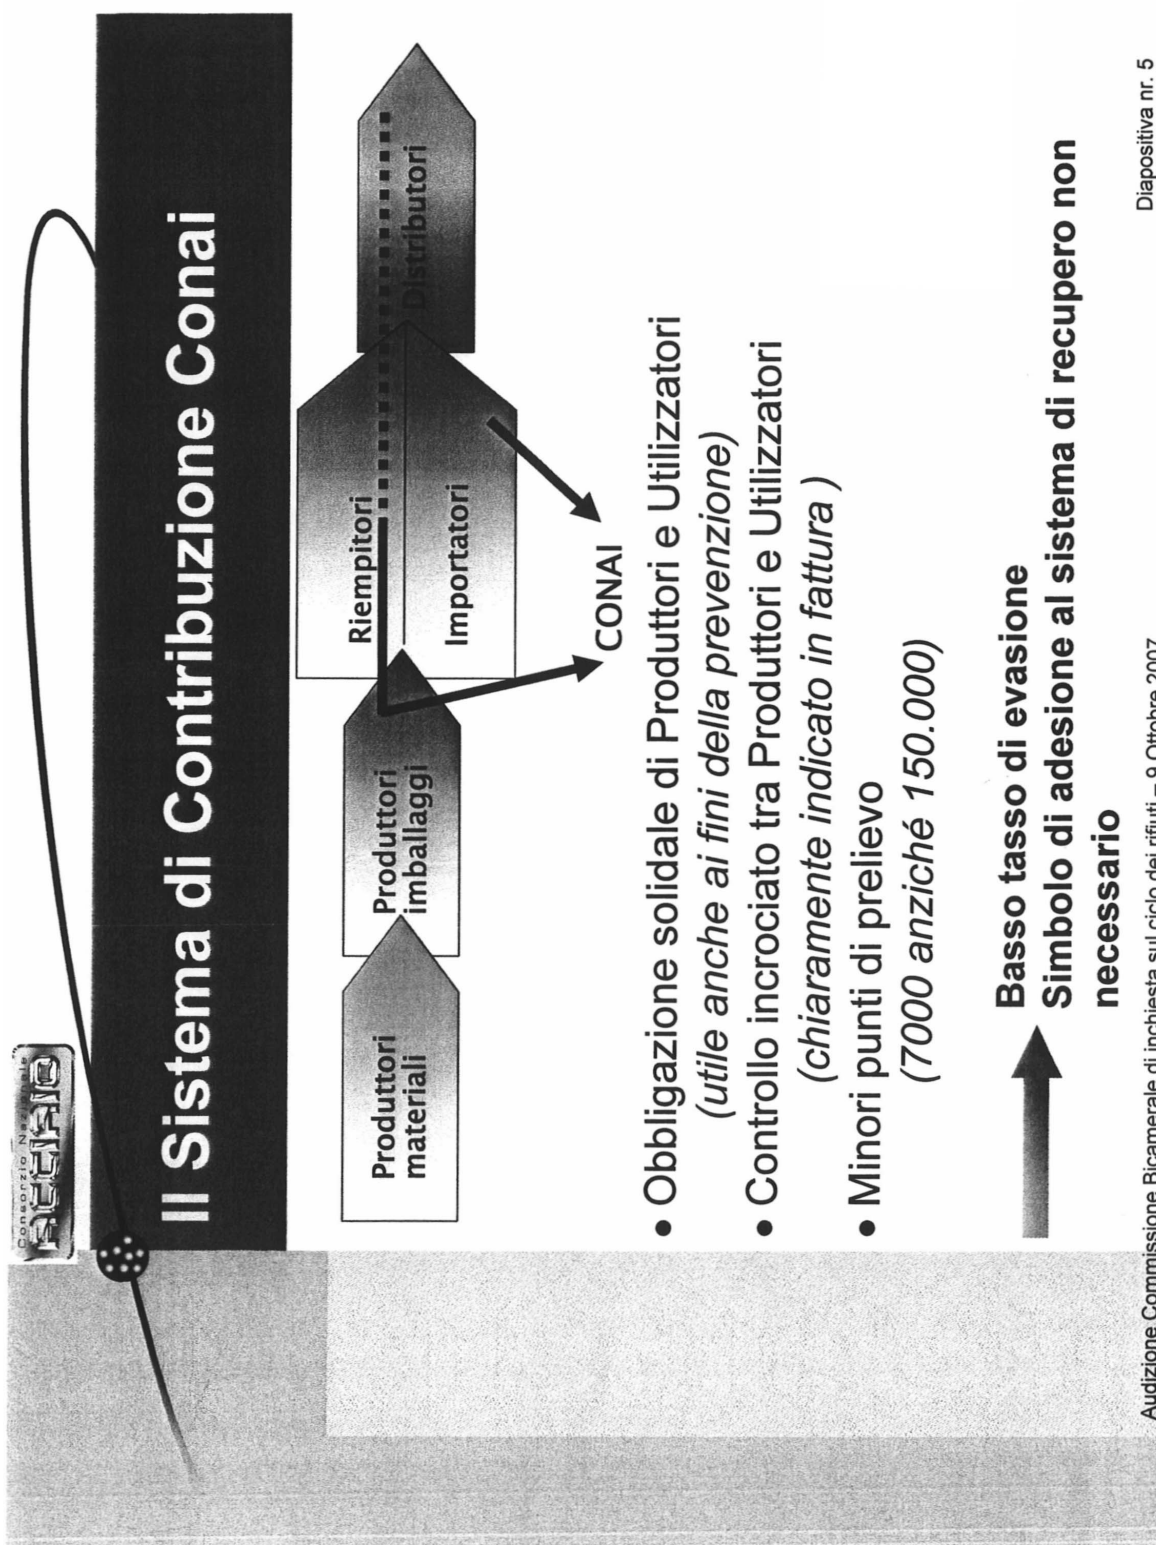 Consorzio Nazionale
ACCIAIO
Il Sistema di Contribuzione Conai
Produttori
materiali
Produttori
imballaggi
Riempitori
Importatori
Distributori
CONAI
• Obbligazione solidale di Produttori e Utilizzatori
(utile anche ai fini della prevenzione)
• Controllo incrociato tra Produttori e Utilizzatori
(chiaramente indicato in fattura )
• Minori punti di prelievo
(7000 anziché 150.000)
Basso tasso di evasione
Simbolo di adesione al sistema di recupero non
necessario
Audizione Commissione Bicamerale di inchiesta sul ciclo dei rifiuti – 9 Ottobre 2007
Diapositiva nr. 5